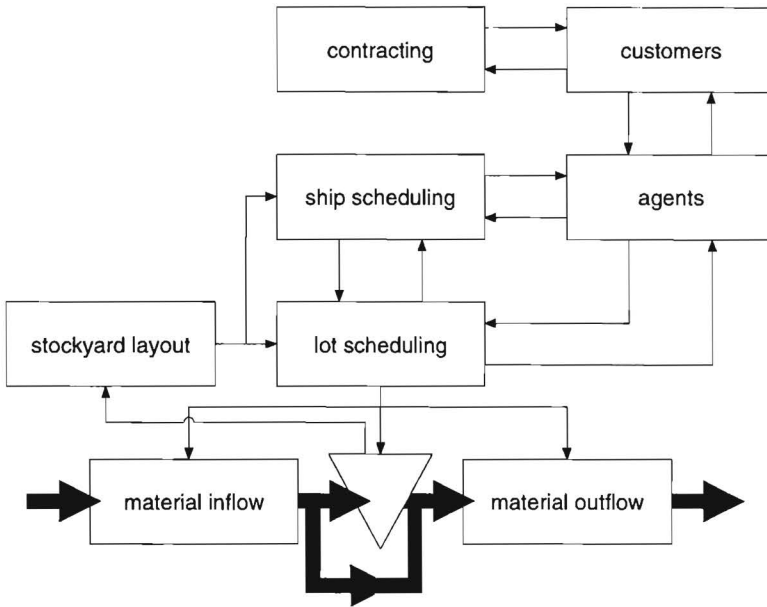 contracting
customers
ship scheduling
agents
stockyard layout
lot scheduling
material inflow
material outflow